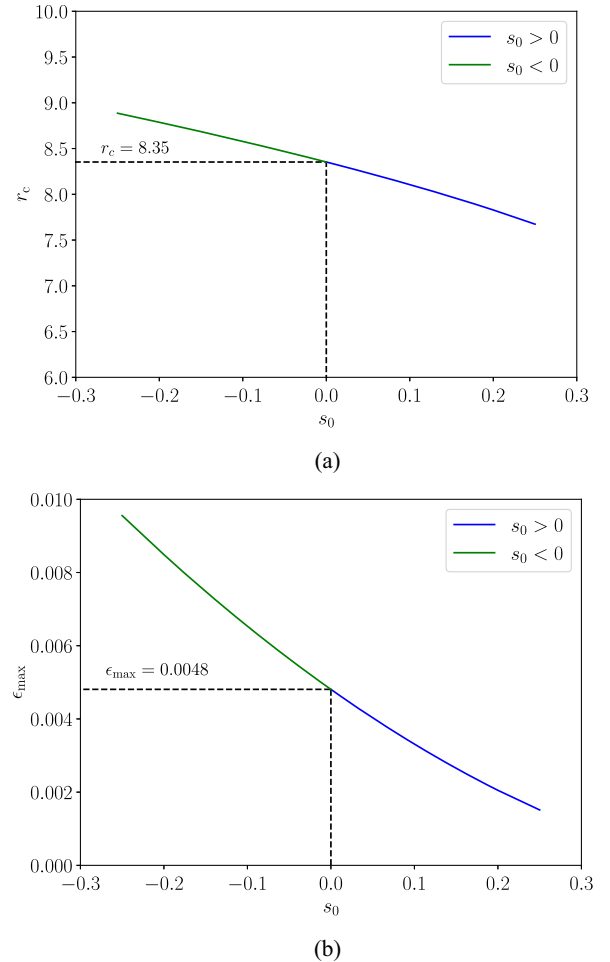 10.0
9.5
9.0
8.5
8.0
7.5
7.0
6.5
6.0
r_c
s_0 > 0
s_0 < 0
r_c = 8.35
−0.3 −0.2 −0.1 0.0 0.1 0.2 0.3
s_0
(a)
0.010
0.008
0.006
0.004
0.002
0.000
ϵ_max
s_0 > 0
s_0 < 0
ϵ_max = 0.0048
−0.3 −0.2 −0.1 0.0 0.1 0.2 0.3
s_0
(b)